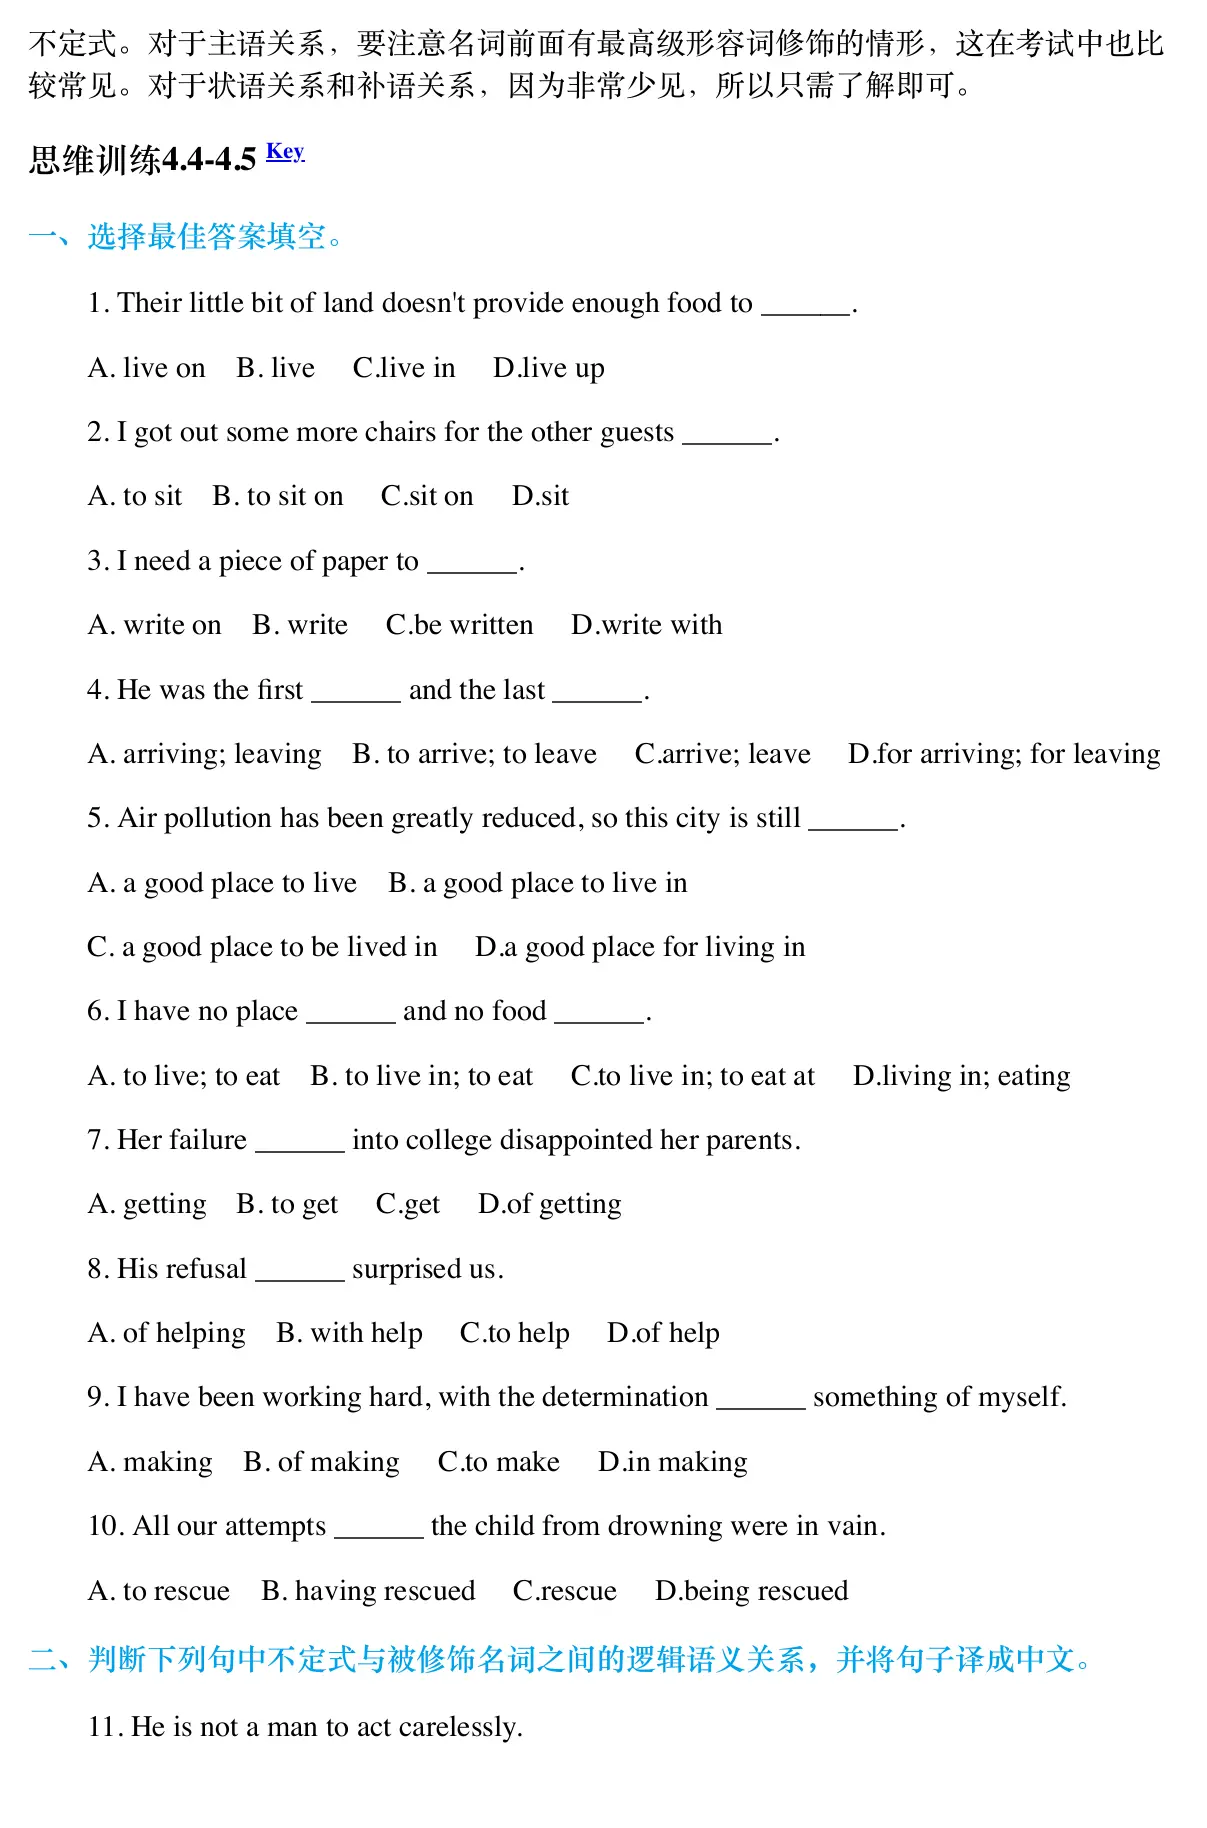 不定式。对于主语关系，要注意名词前面有最高级形容词修饰的情形，这在考试中也比
较常见。对于状语关系和补语关系，因为非常少见，所以只需了解即可。
思维训练4.4-4.5 Key
一、选择最佳答案填空。
1. Their little bit of land doesn't provide enough food to ______.
A. live on B. live C.live in D.live up
2. I got out some more chairs for the other guests ______.
A. to sit B. to sit on C.sit on D.sit
3. I need a piece of paper to ______.
A. write on B. write C.be written D.write with
4. He was the first ______ and the last ______.
A. arriving; leaving B. to arrive; to leave C.arrive; leave D.for arriving; for leaving
5. Air pollution has been greatly reduced, so this city is still ______.
A. a good place to live B. a good place to live in
C. a good place to be lived in D.a good place for living in
6. I have no place ______ and no food ______.
A. to live; to eat B. to live in; to eat C.to live in; to eat at D.living in; eating
7. Her failure ______ into college disappointed her parents.
A. getting B. to get C.get D.of getting
8. His refusal ______ surprised us.
A. of helping B. with help C.to help D.of help
9. I have been working hard, with the determination ______ something of myself.
A. making B. of making C.to make D.in making
10. All our attempts ______ the child from drowning were in vain.
A. to rescue B. having rescued C.rescue D.being rescued
二、判断下列句中不定式与被修饰名词之间的逻辑语义关系，并将句子译成中文。
11. He is not a man to act carelessly.